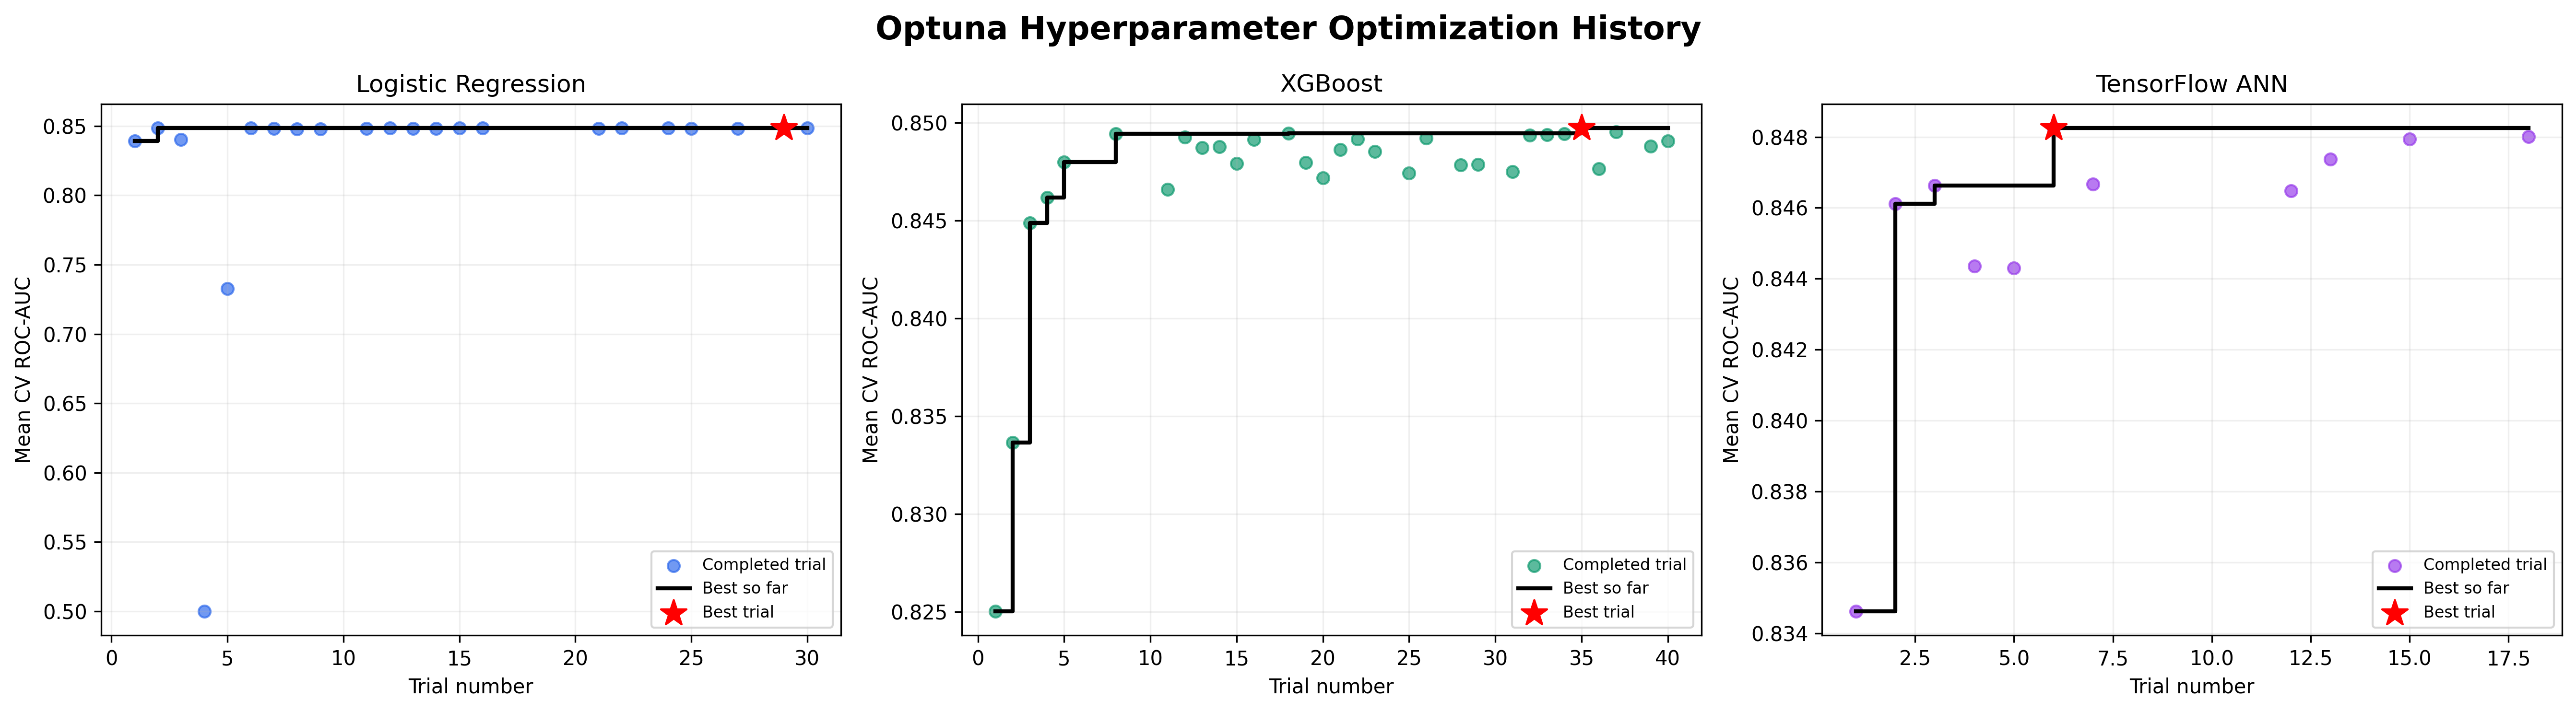 Optuna Hyperparameter Optimization History
Logistic Regression
Mean CV ROC-AUC
0.85
0.80
0.75
0.70
0.65
0.60
0.55
0.50
0
5
10
15
20
25
30
Trial number
Completed trial
Best so far
Best trial
XGBoost
Mean CV ROC-AUC
0.850
0.845
0.840
0.835
0.830
0.825
0
5
10
15
20
25
30
35
40
Trial number
Completed trial
Best so far
Best trial
TensorFlow ANN
Mean CV ROC-AUC
0.848
0.846
0.844
0.842
0.840
0.838
0.836
0.834
2.5
5.0
7.5
10.0
12.5
15.0
17.5
Trial number
Completed trial
Best so far
Best trial